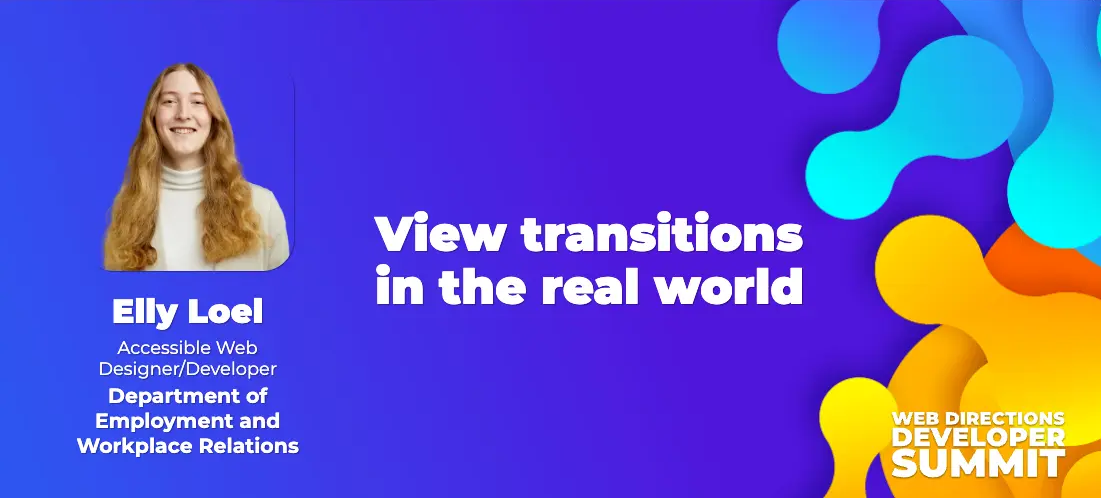 Elly Loel
Accessible Web
Designer/Developer
Department of
Employment and
Workplace Relations
View transitions
in the real world
WEB DIRECTIONS
DEVELOPER
SUMMIT